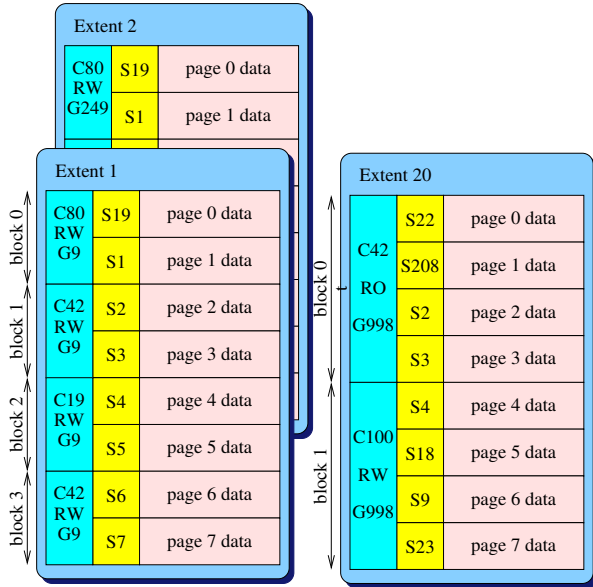 Extent 2
C80
RW
G249
S19
page 0 data
S1
page 1 data
Extent 1
block 0
C80
RW
G9
S19
page 0 data
S1
page 1 data
block 1
C42
RW
G9
S2
page 2 data
S3
page 3 data
block 2
C19
RW
G9
S4
page 4 data
S5
page 5 data
block 3
C42
RW
G9
S6
page 6 data
S7
page 7 data
Extent 20
block 0
t
C42
RO
G998
S22
page 0 data
S208
page 1 data
S2
page 2 data
S3
page 3 data
block 1
C100
RW
G998
S4
page 4 data
S18
page 5 data
S9
page 6 data
S23
page 7 data